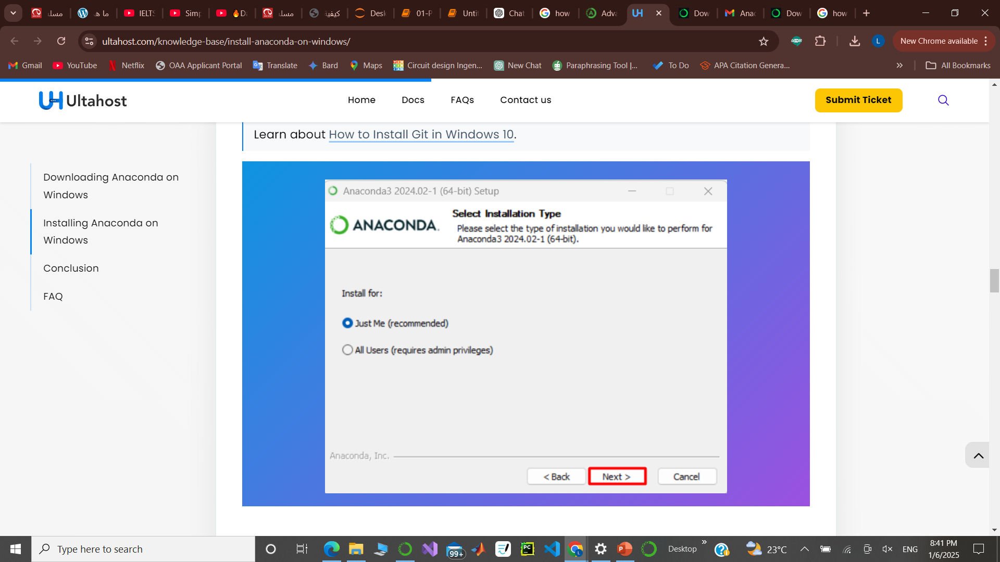 مسلـ
ما هـ
IELTS
Simp
Da
مسلـ
كيفية
Desk
01-P
Unti
Chat
how
Adva
Dow
Anac
Dow
how
ultahost.com/knowledge-base/install-anaconda-on-windows/
L
New Chrome available
Gmail
YouTube
Netflix
OAA Applicant Portal
Translate
Bard
Maps
Circuit design Ingen...
New Chat
Paraphrasing Tool |...
To Do
APA Citation Genera...
All Bookmarks
Ultahost
Home
Docs
FAQs
Contact us
Submit Ticket
Learn about How to Install Git in Windows 10.
Downloading Anaconda on
Windows
Installing Anaconda on
Windows
Conclusion
FAQ
Anaconda3 2024.02-1 (64-bit) Setup
ANACONDA.
Select Installation Type
Please select the type of installation you would like to perform for
Anaconda3 2024.02-1 (64-bit).
Install for:
Just Me (recommended)
All Users (requires admin privileges)
Anaconda, Inc.
< Back
Next >
Cancel
Type here to search
99+
Desktop
23°C
ENG
8:41 PM
1/6/2025